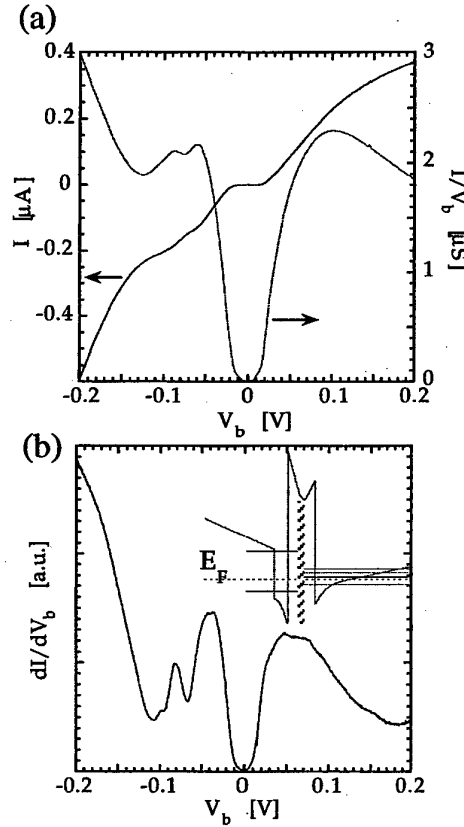 (a)
0.4
0.2
0
-0.2
-0.4
I [µA]
3
2
1
0
I/V_b [µS]
-0.2 -0.1 0 0.1 0.2
V_b [V]
(b)
dI/dV_b [a.u.]
E_F
-0.2 -0.1 0 0.1 0.2
V_b [V]